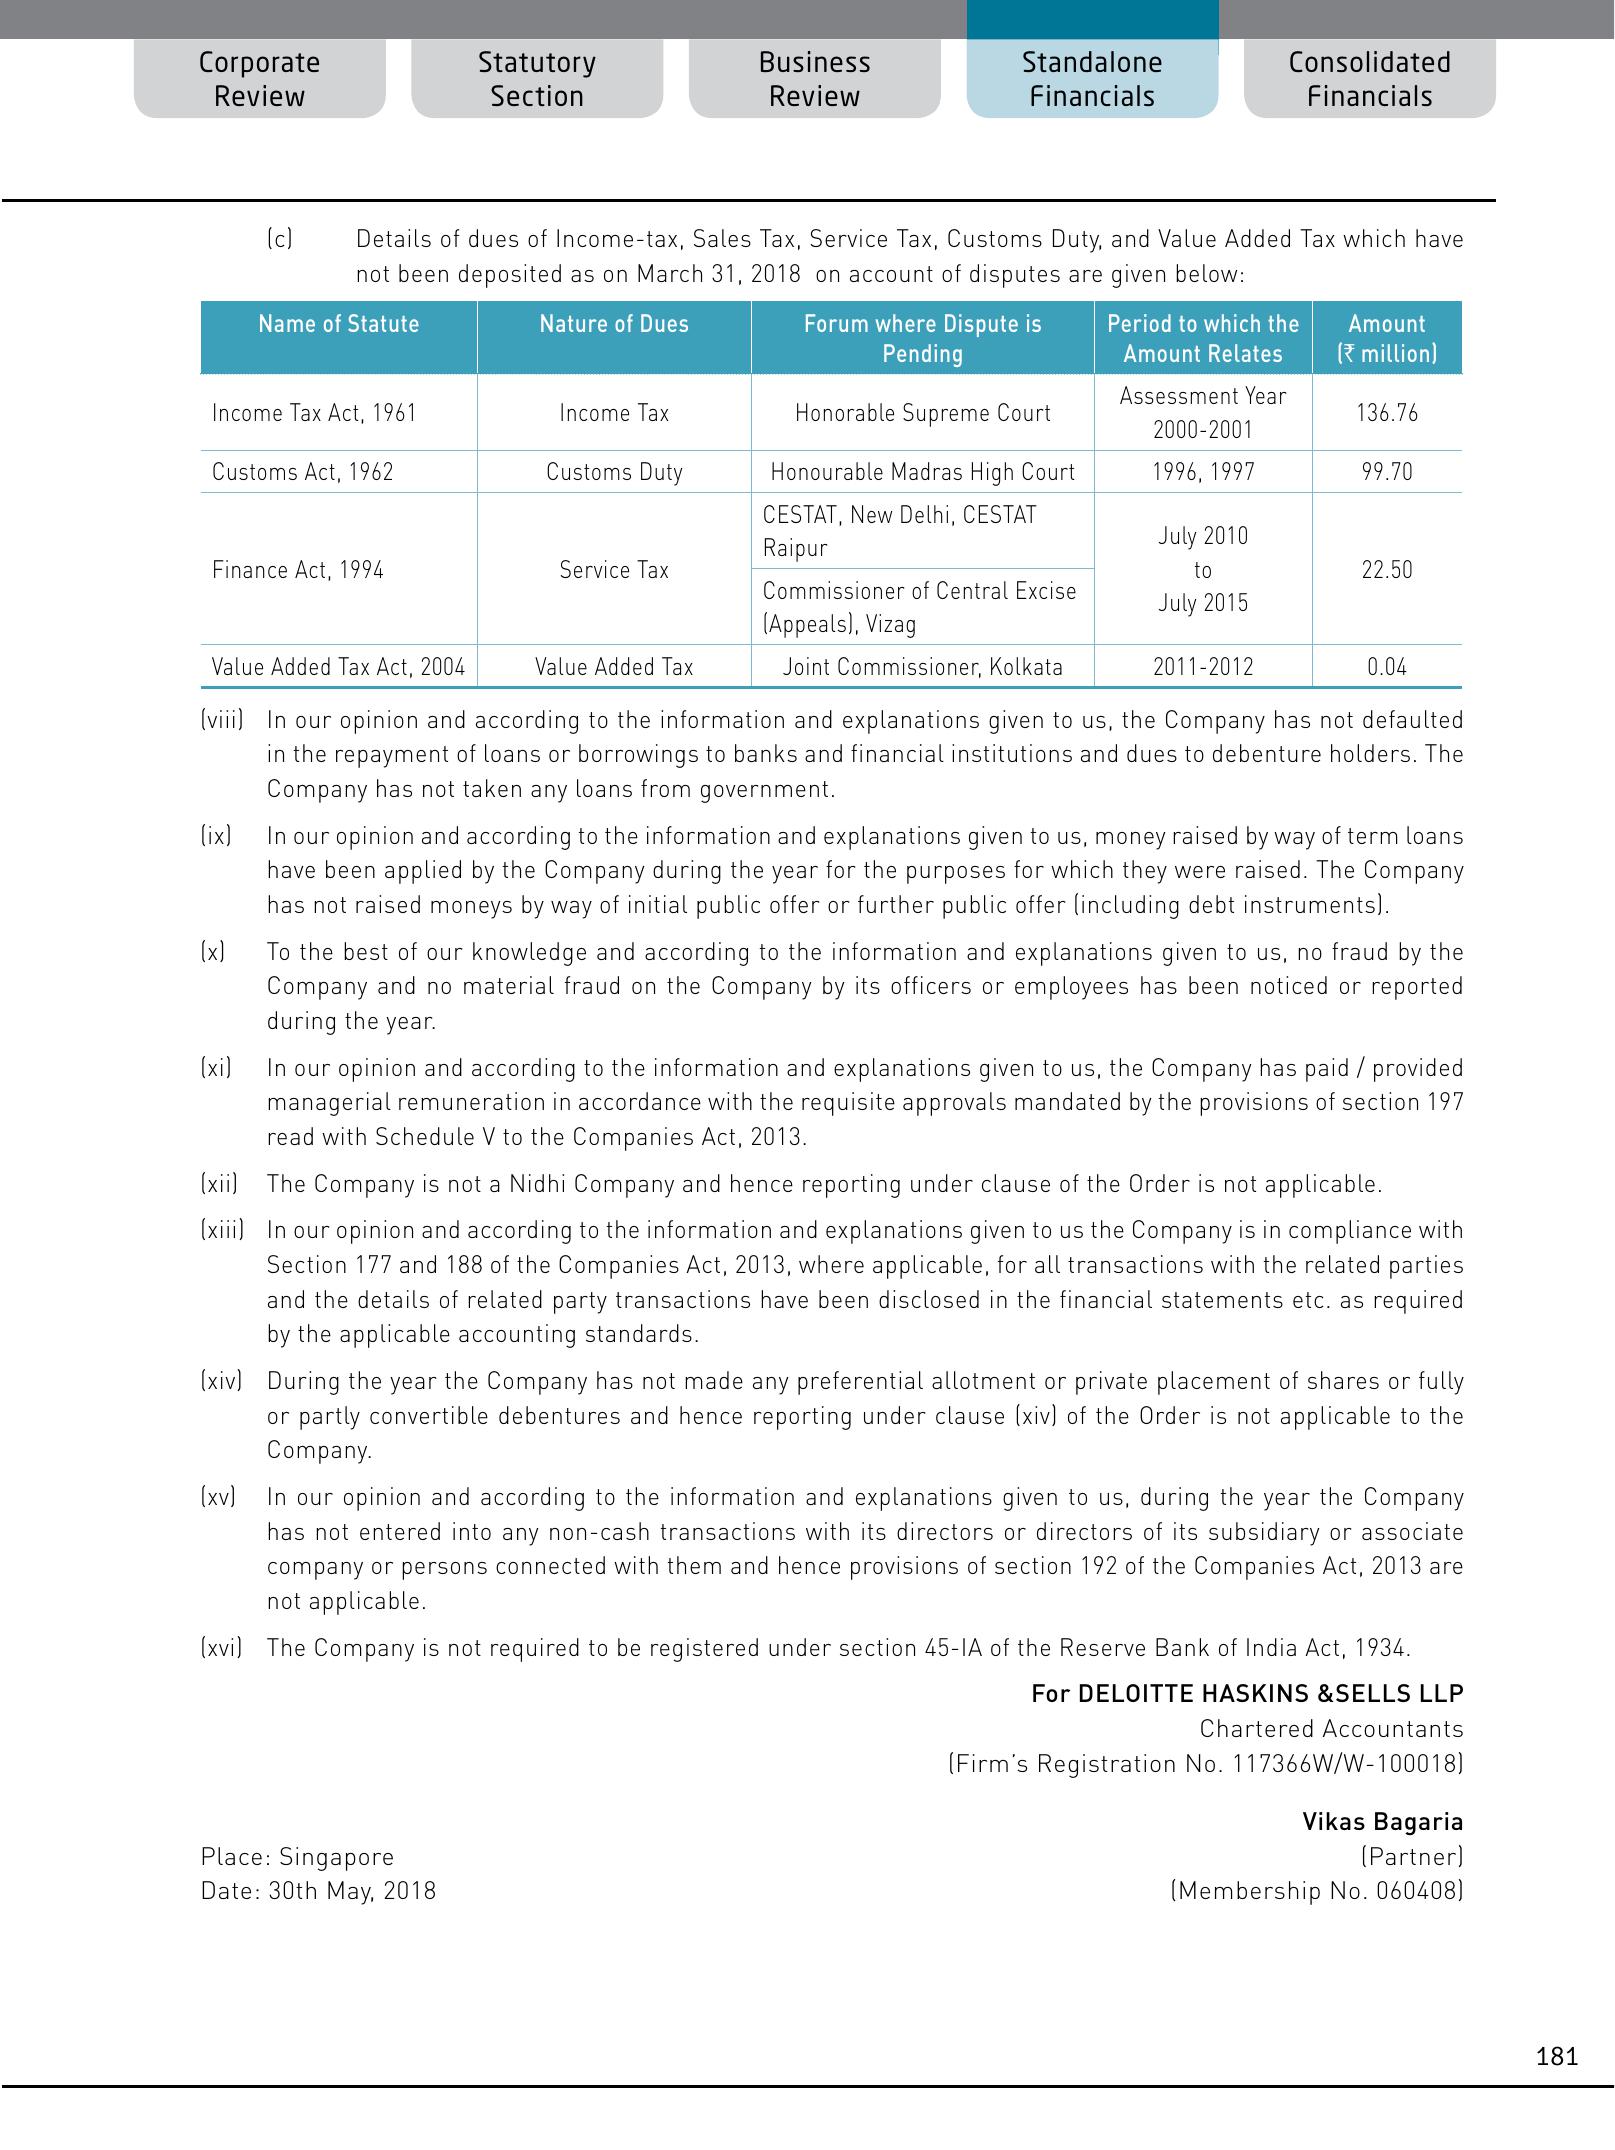 Corporate
Review
Statutory
Section
Business
Review
Standalone
Financials
Consolidated
Financials
(c) Details of dues of Income-tax, Sales Tax, Service Tax, Customs Duty, and Value Added Tax which have
not been deposited as on March 31, 2018 on account of disputes are given below:
Name of Statute Nature of Dues Forum where Dispute is Pending Period to which the Amount Relates Amount (₹ million)
Income Tax Act, 1961 Income Tax Honorable Supreme Court Assessment Year 2000-2001 136.76
Customs Act, 1962 Customs Duty Honourable Madras High Court 1996, 1997 99.70
Finance Act, 1994 Service Tax CESTAT, New Delhi, CESTAT Raipur July 2010 to July 2015 22.50
Commissioner of Central Excise (Appeals), Vizag
Value Added Tax Act, 2004 Value Added Tax Joint Commissioner, Kolkata 2011-2012 0.04
(viii) In our opinion and according to the information and explanations given to us, the Company has not defaulted
in the repayment of loans or borrowings to banks and financial institutions and dues to debenture holders. The
Company has not taken any loans from government.
(ix) In our opinion and according to the information and explanations given to us, money raised by way of term loans
have been applied by the Company during the year for the purposes for which they were raised. The Company
has not raised moneys by way of initial public offer or further public offer (including debt instruments).
(x) To the best of our knowledge and according to the information and explanations given to us, no fraud by the
Company and no material fraud on the Company by its officers or employees has been noticed or reported
during the year.
(xi) In our opinion and according to the information and explanations given to us, the Company has paid / provided
managerial remuneration in accordance with the requisite approvals mandated by the provisions of section 197
read with Schedule V to the Companies Act, 2013.
(xii) The Company is not a Nidhi Company and hence reporting under clause of the Order is not applicable.
(xiii) In our opinion and according to the information and explanations given to us the Company is in compliance with
Section 177 and 188 of the Companies Act, 2013, where applicable, for all transactions with the related parties
and the details of related party transactions have been disclosed in the financial statements etc. as required
by the applicable accounting standards.
(xiv) During the year the Company has not made any preferential allotment or private placement of shares or fully
or partly convertible debentures and hence reporting under clause (xiv) of the Order is not applicable to the
Company.
(xv) In our opinion and according to the information and explanations given to us, during the year the Company
has not entered into any non-cash transactions with its directors or directors of its subsidiary or associate
company or persons connected with them and hence provisions of section 192 of the Companies Act, 2013 are
not applicable.
(xvi) The Company is not required to be registered under section 45-IA of the Reserve Bank of India Act, 1934.
For DELOITTE HASKINS &SELLS LLP
Chartered Accountants
(Firm’s Registration No. 117366W/W-100018)
Vikas Bagaria
Place: Singapore (Partner)
Date: 30th May, 2018 (Membership No. 060408)
181